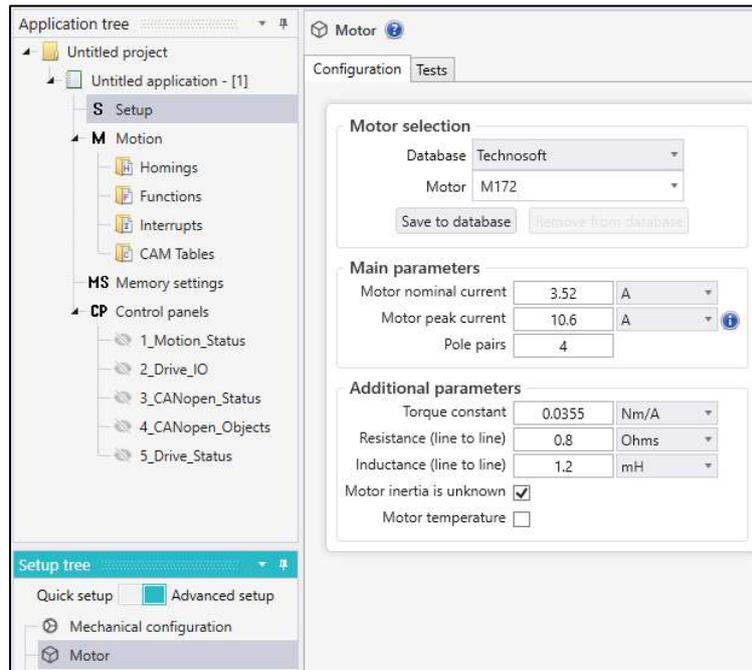 Application tree
Untitled project
Untitled application - [1]
S Setup
M Motion
H Homings
F Functions
I Interrupts
C CAM Tables
MS Memory settings
CP Control panels
1_Motion_Status
2_Drive_IO
3_CANopen_Status
4_CANopen_Objects
5_Drive_Status
Setup tree
Quick setup Advanced setup
Mechanical configuration
Motor
Motor ?
Configuration Tests
Motor selection
Database Technosoft
Motor M172
Save to database Remove from database
Main parameters
Motor nominal current 3.52 A
Motor peak current 10.6 A i
Pole pairs 4
Additional parameters
Torque constant 0.0355 Nm/A
Resistance (line to line) 0.8 Ohms
Inductance (line to line) 1.2 mH
Motor inertia is unknown
Motor temperature